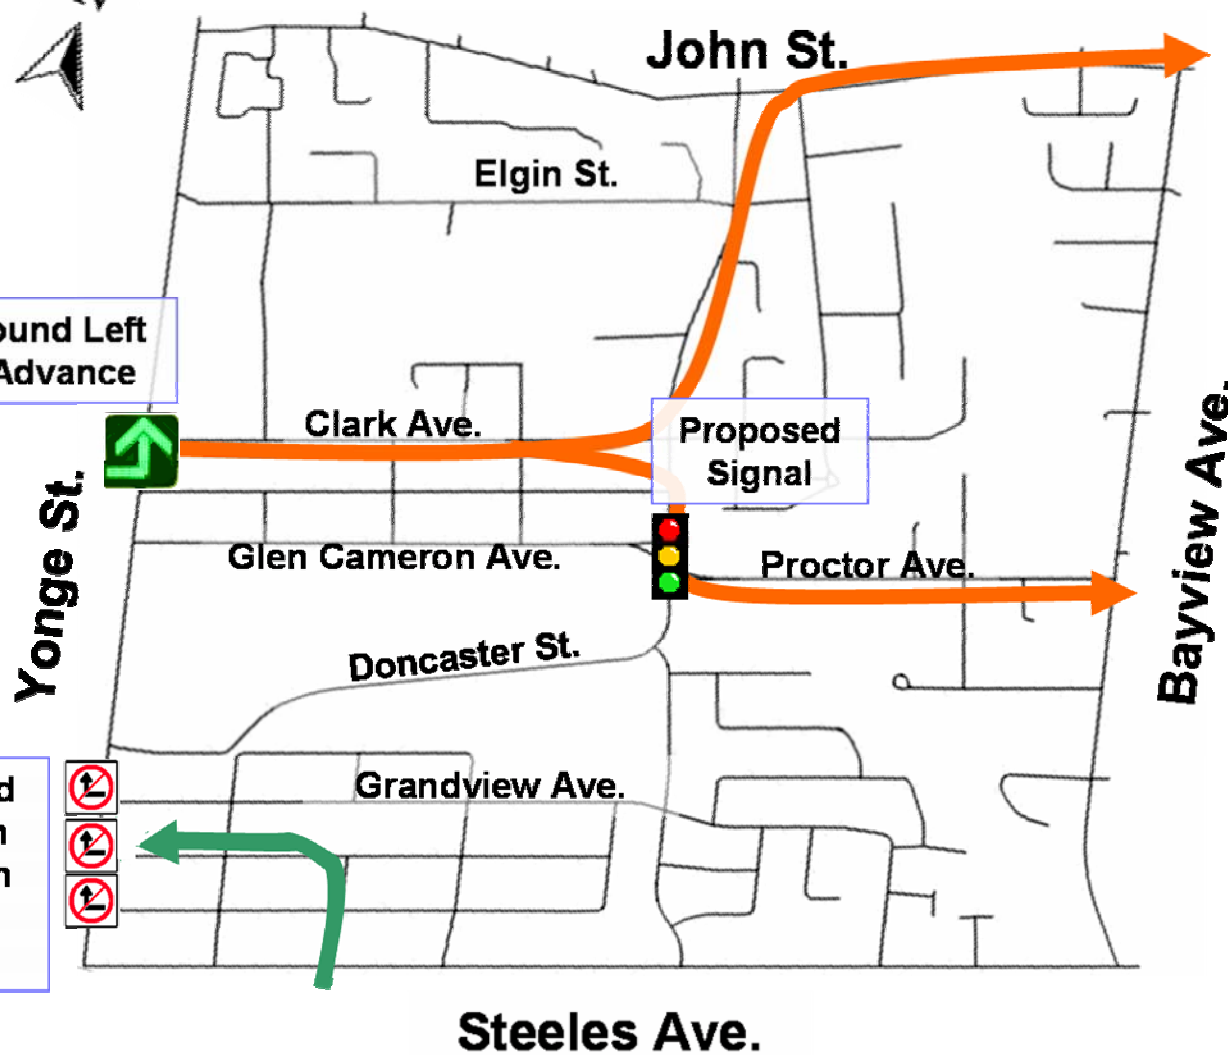 John St.
Elgin St.
ound Left
Advance
Clark Ave.
Proposed
Signal
Yonge St.
Glen Cameron Ave.
Proctor Ave.
Bayview Ave.
Doncaster St.
Grandview Ave.
d
n
n
Steeles Ave.